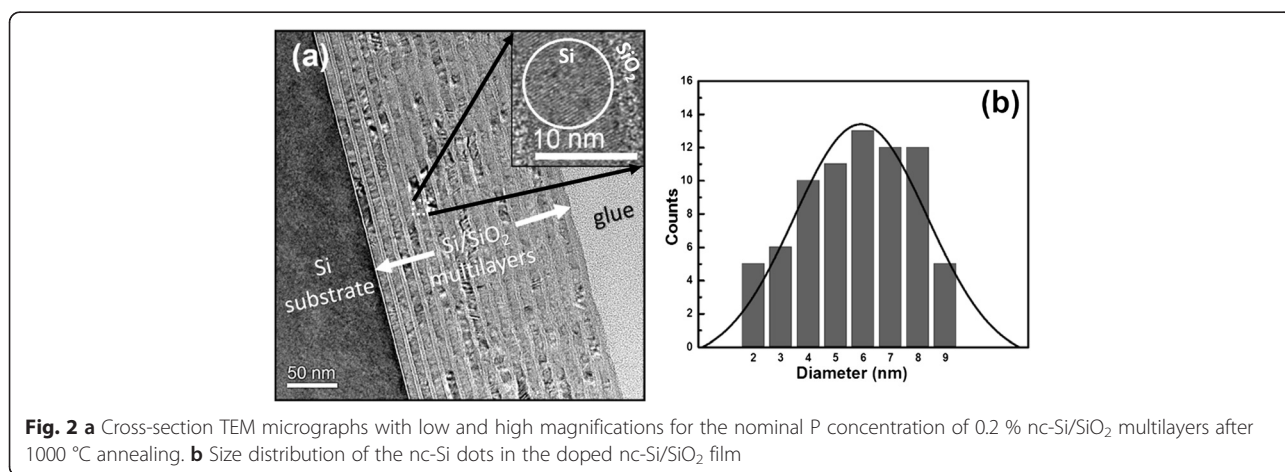 (a)
Si
SiO2
10 nm
glue
Si/SiO2
multilayers
Si
substrate
50 nm
(b)
16
14
12
10
8
6
4
2
0
Counts
2 3 4 5 6 7 8 9
Diameter (nm)
Fig. 2 a Cross-section TEM micrographs with low and high magnifications for the nominal P concentration of 0.2 % nc-Si/SiO2 multilayers after
1000 °C annealing. b Size distribution of the nc-Si dots in the doped nc-Si/SiO2 film